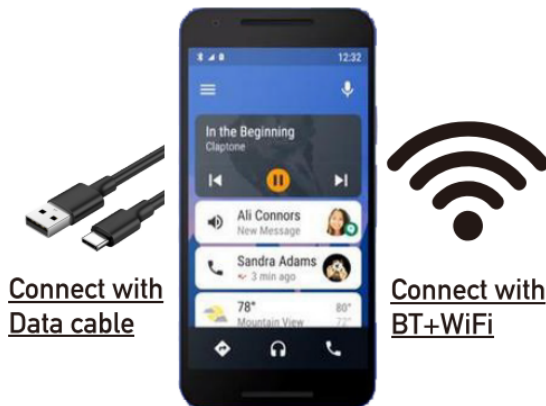 12:32
In the Beginning
Claptone
Ali Connors
New Message
Sandra Adams
3 min ago
78°
80°
Mountain View
72°
Connect with
Data cable
Connect with
BT+WiFi